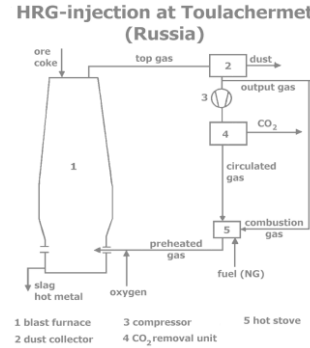 HRG-injection at Toulachermet
(Russia)
ore
coke
top gas
2
dust
output gas
3
4
CO2
1
circulated
gas
5
combustion
gas
preheated
gas
fuel (NG)
slag
hot metal
oxygen
1 blast furnace
3 compressor
5 hot stove
2 dust collector
4 CO2 removal unit